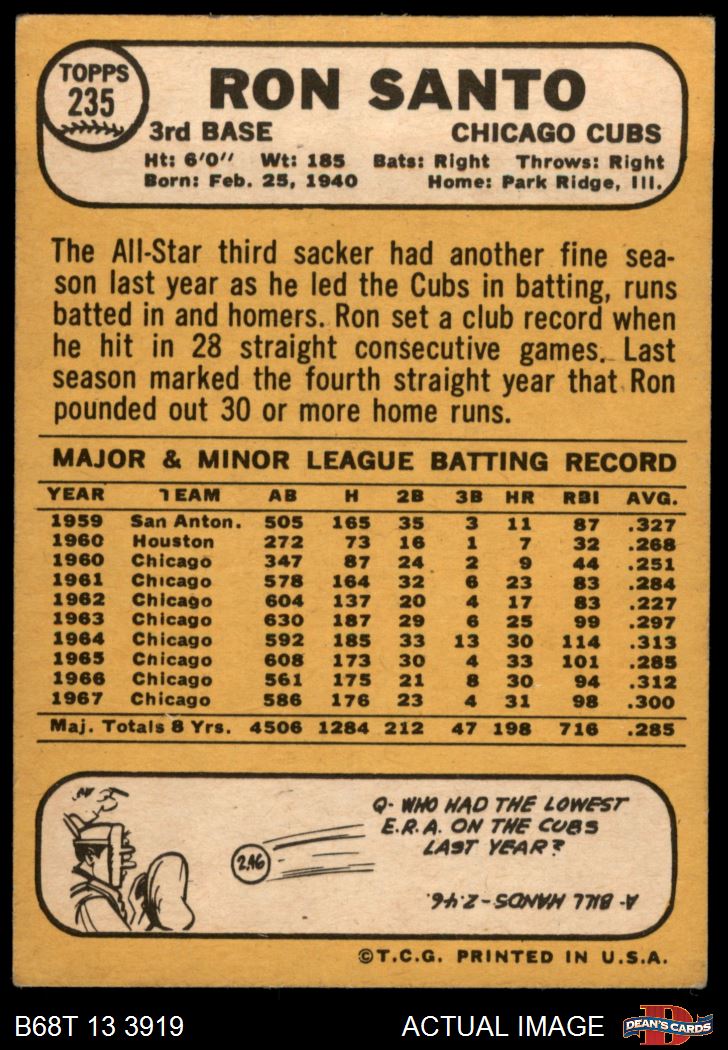 TOPPS
235
RON SANTO
3rd BASE CHICAGO CUBS
Ht: 6'0" Wt: 185 Bats: Right Throws: Right
Born: Feb. 25, 1940 Home: Park Ridge, Ill.
The All-Star third sacker had another fine sea-
son last year as he led the Cubs in batting, runs
batted in and homers. Ron set a club record when
he hit in 28 straight consecutive games. Last
season marked the fourth straight year that Ron
pounded out 30 or more home runs.
MAJOR & MINOR LEAGUE BATTING RECORD
YEAR TEAM AB H 2B 3B HR RBI AVG.
1959 San Anton. 505 165 35 3 11 87 .327
1960 Houston 272 73 16 1 7 32 .268
1960 Chicago 347 87 24 2 9 44 .251
1961 Chicago 578 164 32 6 23 83 .284
1962 Chicago 604 137 20 4 17 83 .227
1963 Chicago 630 187 29 6 25 99 .297
1964 Chicago 592 185 33 13 30 114 .313
1965 Chicago 608 173 30 4 33 101 .285
1966 Chicago 561 175 21 8 30 94 .312
1967 Chicago 586 176 23 4 31 98 .300
Maj. Totals 8 Yrs. 4506 1284 212 47 198 716 .285
Q- WHO HAD THE LOWEST
E.R.A. ON THE CUBS
LAST YEAR?
2.46
A- BILL HANDS-2.46.
©T.C.G. PRINTED IN U.S.A.
B68T 13 3919 ACTUAL IMAGE
D
DEAN'S CARDS